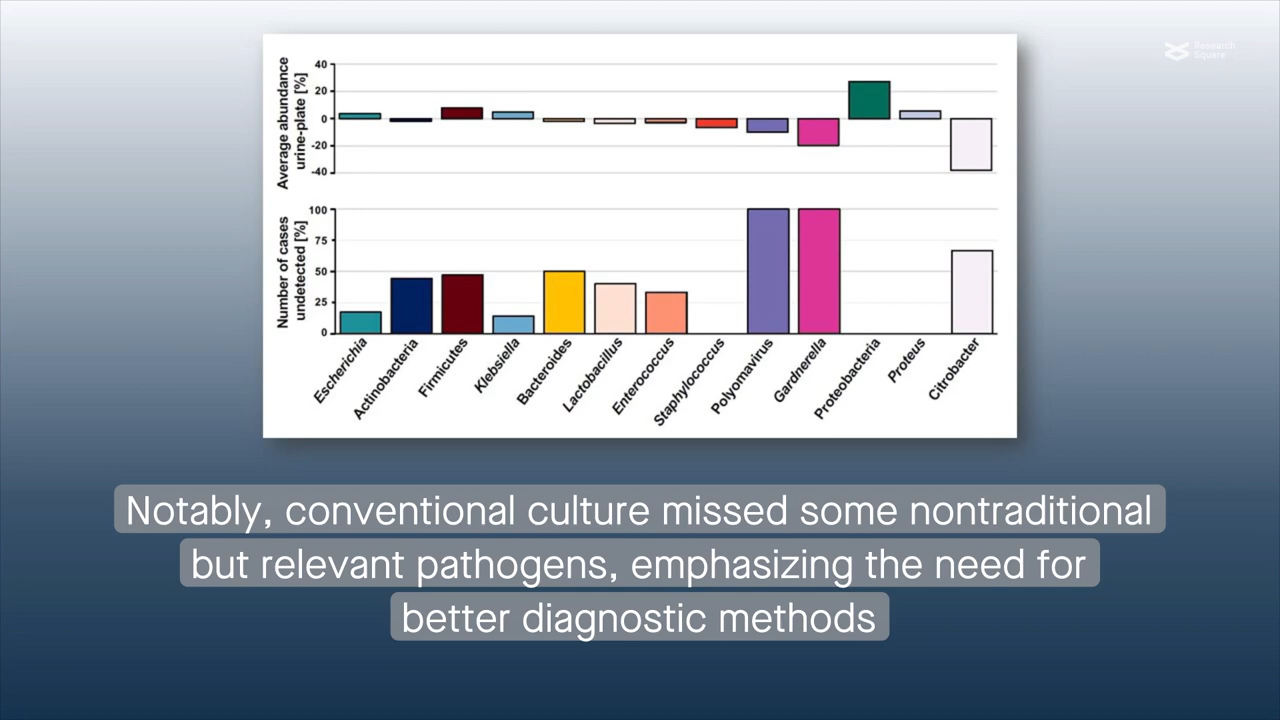 Research
Square
Average abundance
urine-plate [%]
40
20
0
-20
-40
Number of cases
undetected [%]
100
75
50
25
0
Escherichia
Actinobacteria
Firmicutes
Klebsiella
Bacteroides
Lactobacillus
Enterococcus
Staphylococcus
Polyomavirus
Gardnerella
Proteobacteria
Proteus
Citrobacter
Notably, conventional culture missed some nontraditional
but relevant pathogens, emphasizing the need for
better diagnostic methods